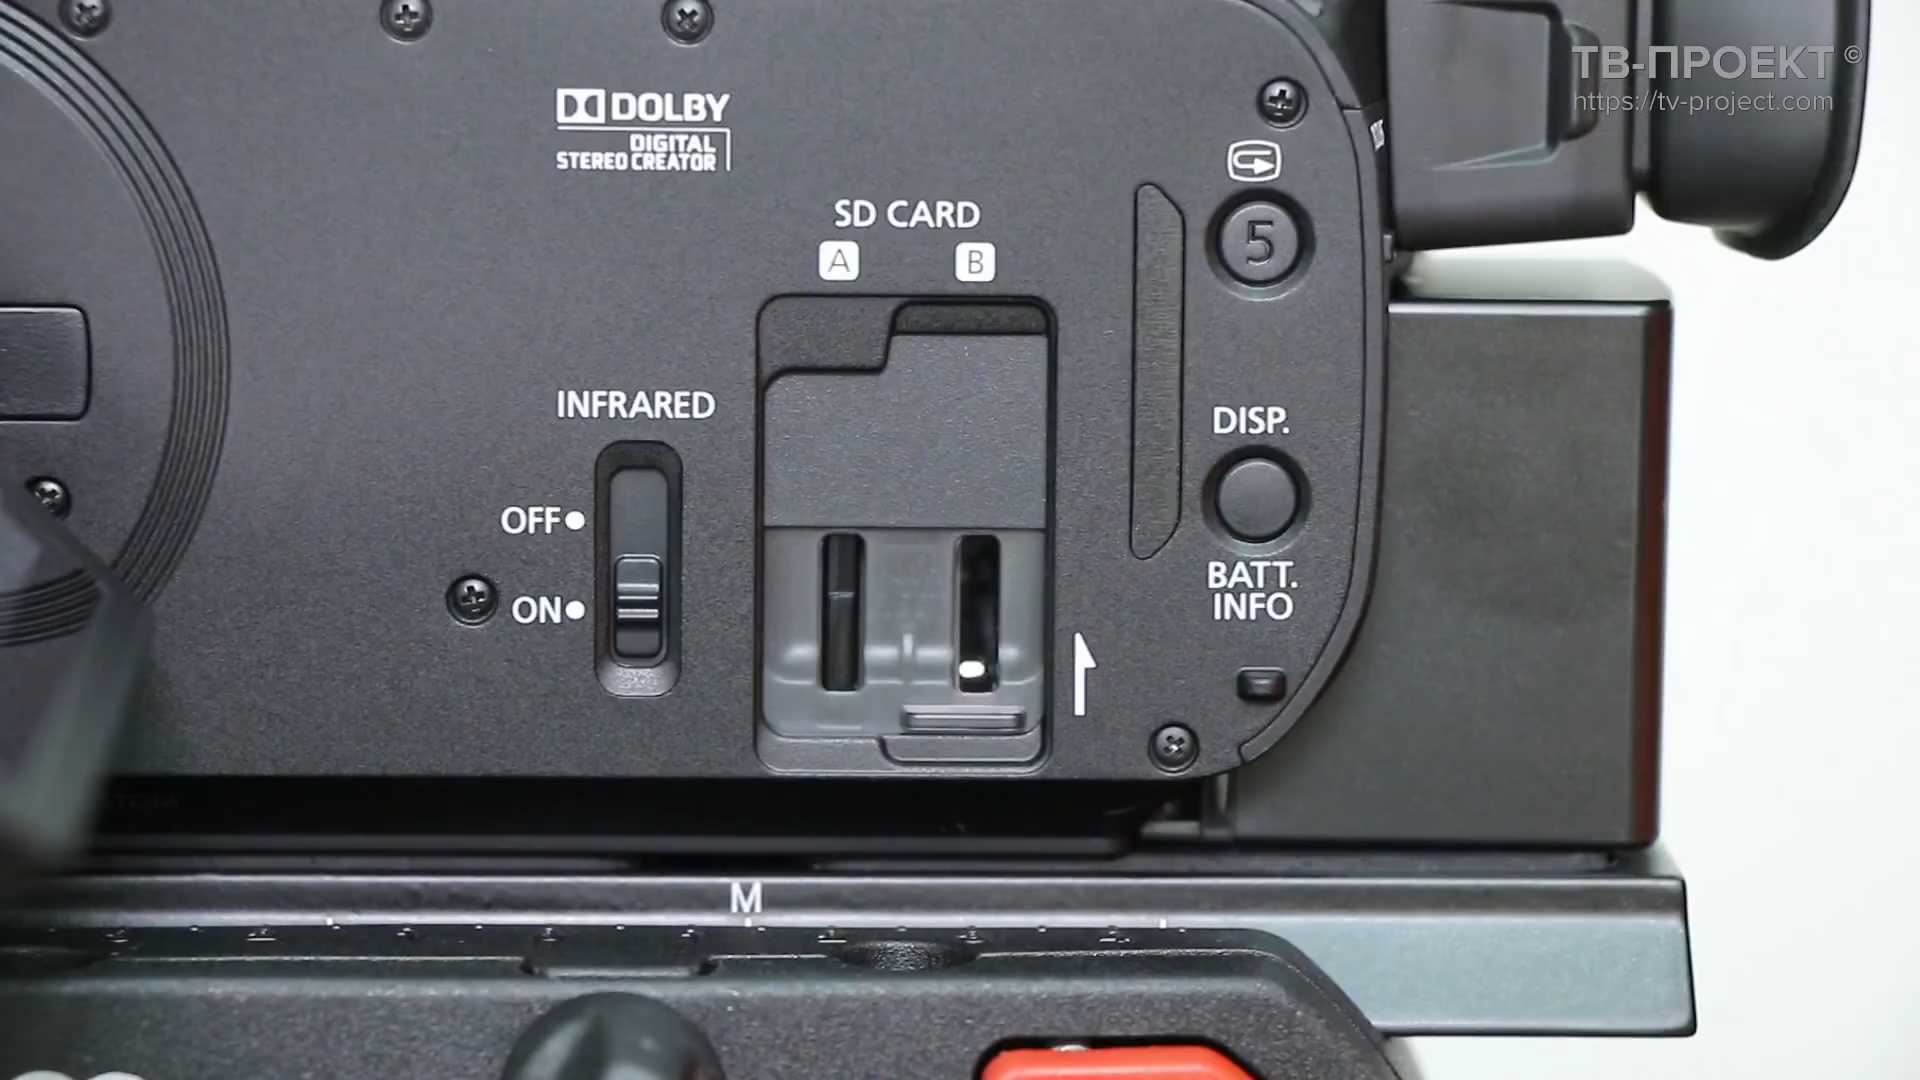 ТВ-ПРОЕКТ ©
https://tv-project.com
DOLBY
DIGITAL
STEREO CREATOR
SD CARD
A B
5
INFRARED
OFF
ON
DISP.
BATT.
INFO
M